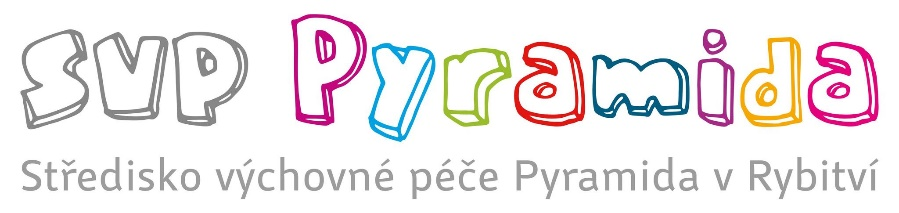 SVP Pyramida
Středisko výchovné péče Pyramida v Rybitví